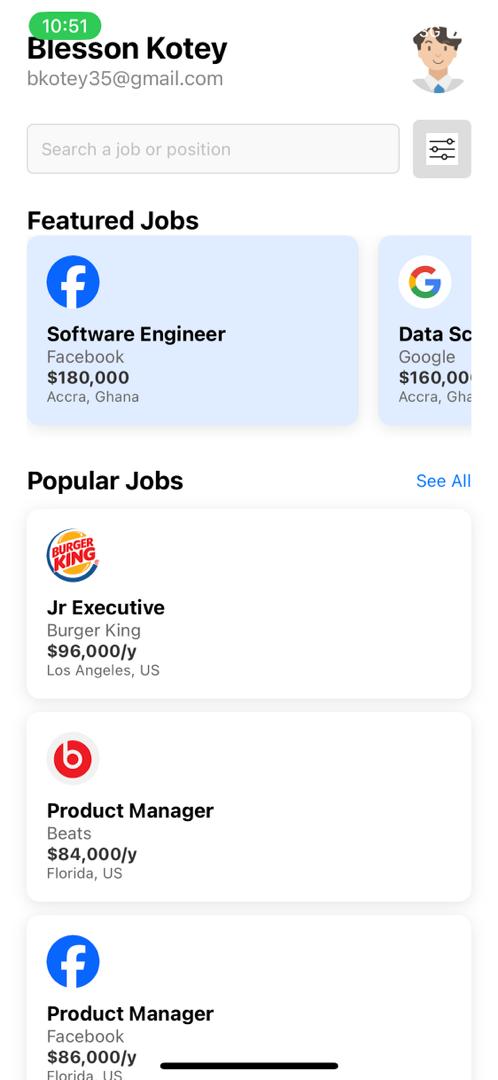 10:51
Blesson Kotey
bkotey35@gmail.com
Search a job or position
Featured Jobs
Software Engineer
Facebook
$180,000
Accra, Ghana
Data Sc
Google
$160,00
Accra, Gha
Popular Jobs
See All
BURGER
KING
Jr Executive
Burger King
$96,000/y
Los Angeles, US
Product Manager
Beats
$84,000/y
Florida, US
Product Manager
Facebook
$86,000/y
Florida, US